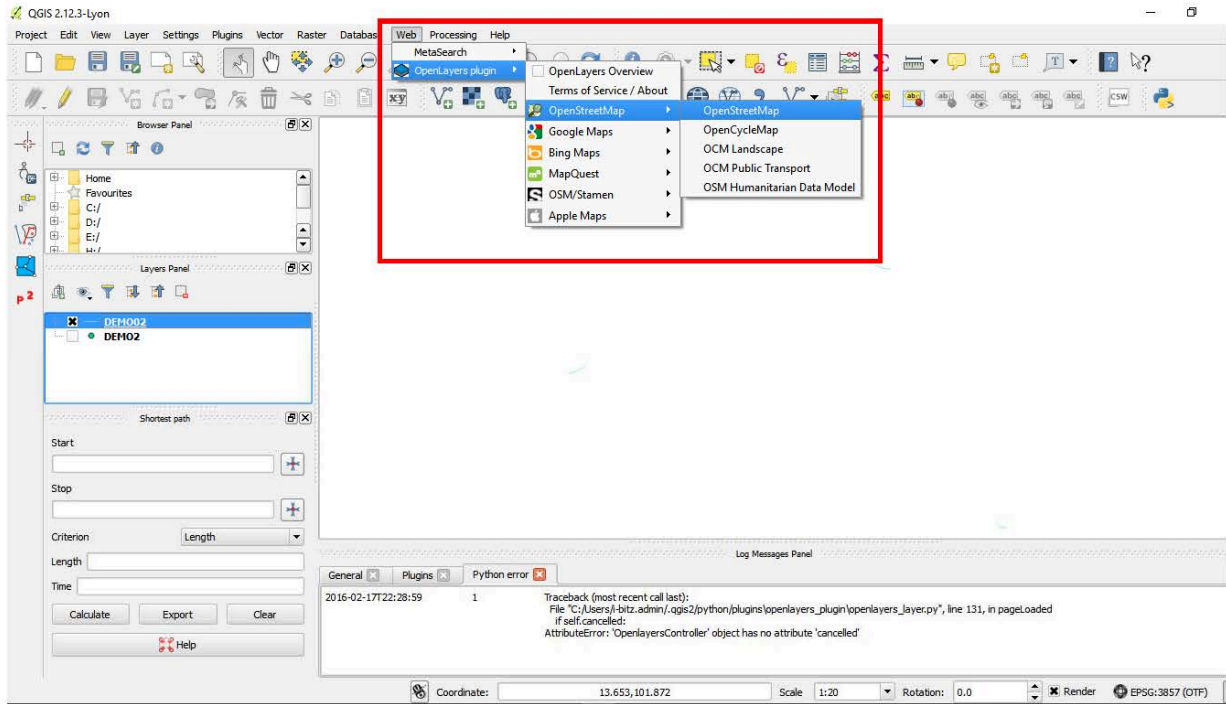 QGIS 2.12.3-Lyon
Project Edit View Layer Settings Plugins Vector Raster Databas Web Processing Help
MetaSearch
OpenLayers plugin
OpenLayers Overview
Terms of Service / About
OpenStreetMap
Google Maps
Bing Maps
MapQuest
OSM/Stamen
Apple Maps
OpenStreetMap
OpenCycleMap
OCM Landscape
OCM Public Transport
OSM Humanitarian Data Model
xy
CSW
Browser Panel
Home
Favourites
C:/
D:/
E:/
H:/
Layers Panel
DEMO02
DEMO2
Shortest path
Start
Stop
Criterion Length
Length
Time
Calculate Export Clear
Help
Log Messages Panel
General Plugins Python error
2016-02-17T22:28:59 1 Traceback (most recent call last):
File "C:/Users/i-bitz.admin/.qgis2/python/plugins\openlayers_plugin\openlayers_layer.py", line 131, in pageLoaded
if self.cancelled:
AttributeError: 'OpenlayersController' object has no attribute 'cancelled'
Coordinate: 13.653,101.872 Scale 1:20 Rotation: 0.0 Render EPSG:3857 (OTF)